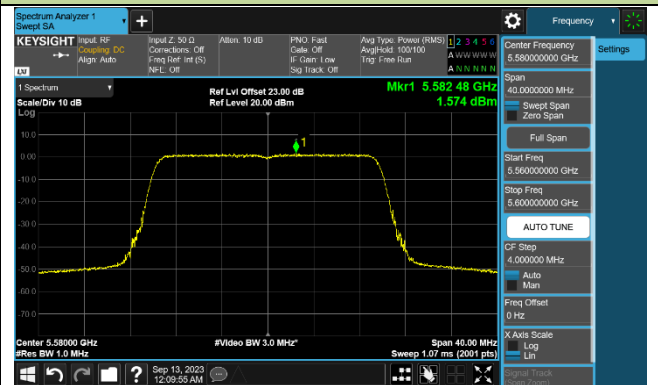 Spectrum Analyzer 1
Swept SA
+
Frequency
KEYSIGHT
Input: RF
Coupling: DC
Align: Auto
Input Z: 50 Ω
Corrections: Off
Freq Ref: Int (S)
NFE: Off
Atten: 10 dB
PNO: Fast
Gate: Off
IF Gain: Low
Sig Track: Off
Avg Type: Power (RMS)
Avg|Hold: 100/100
Trig: Free Run
1 2 3 4 5 6
A W W W W W
A N N N N N
LXI
1 Spectrum
Scale/Div 10 dB
Log
Ref Lvl Offset 23.00 dB
Ref Level 20.00 dBm
Mkr1 5.582 48 GHz
1.574 dBm
1
10.0
0.00
-10.0
-20.0
-30.0
-40.0
-50.0
-60.0
-70.0
Center 5.58000 GHz
#Res BW 1.0 MHz
#Video BW 3.0 MHz*
Span 40.00 MHz
Sweep 1.07 ms (2001 pts)
Sep 13, 2023
12:09:55 AM
?
Center Frequency
5.580000000 GHz
Settings
Span
40.0000000 MHz
Swept Span
Zero Span
Full Span
Start Freq
5.560000000 GHz
Stop Freq
5.600000000 GHz
AUTO TUNE
CF Step
4.000000 MHz
Auto
Man
Freq Offset
0 Hz
X Axis Scale
Log
Lin
Signal Track
(Span Zoom)